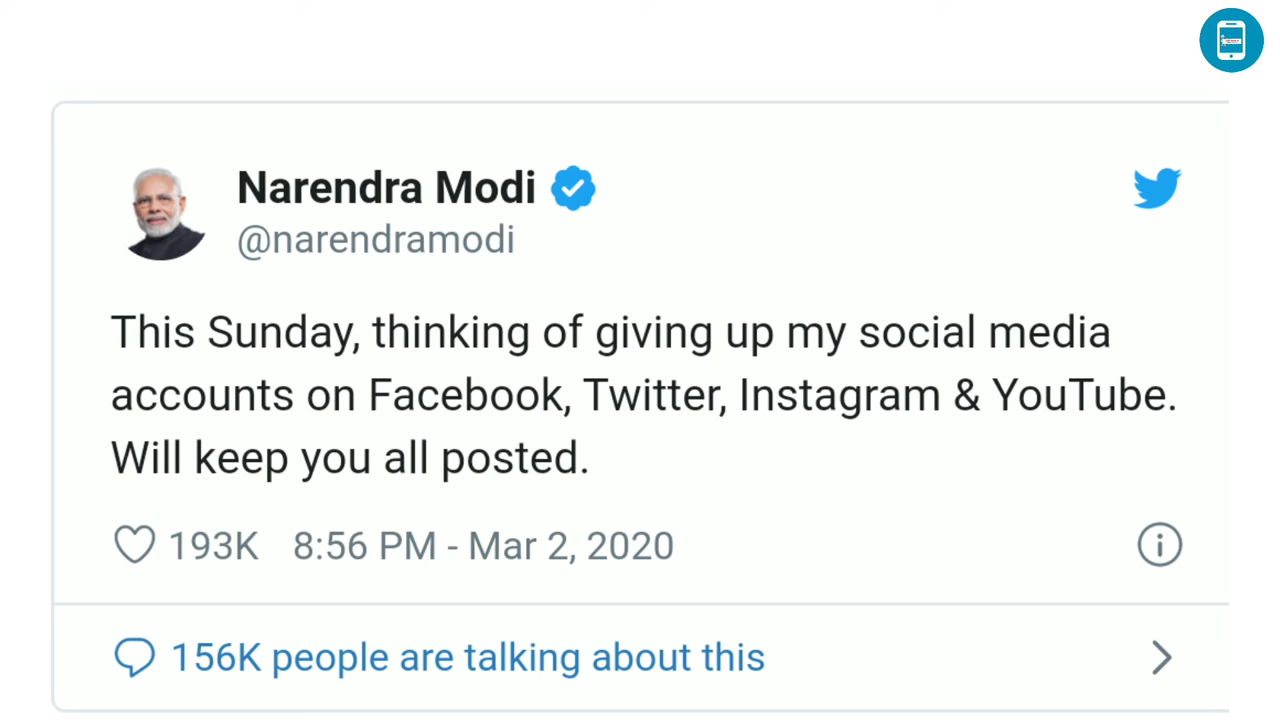 Narendra Modi
@narendramodi
This Sunday, thinking of giving up my social media
accounts on Facebook, Twitter, Instagram & YouTube.
Will keep you all posted.
193K 8:56 PM - Mar 2, 2020
156K people are talking about this